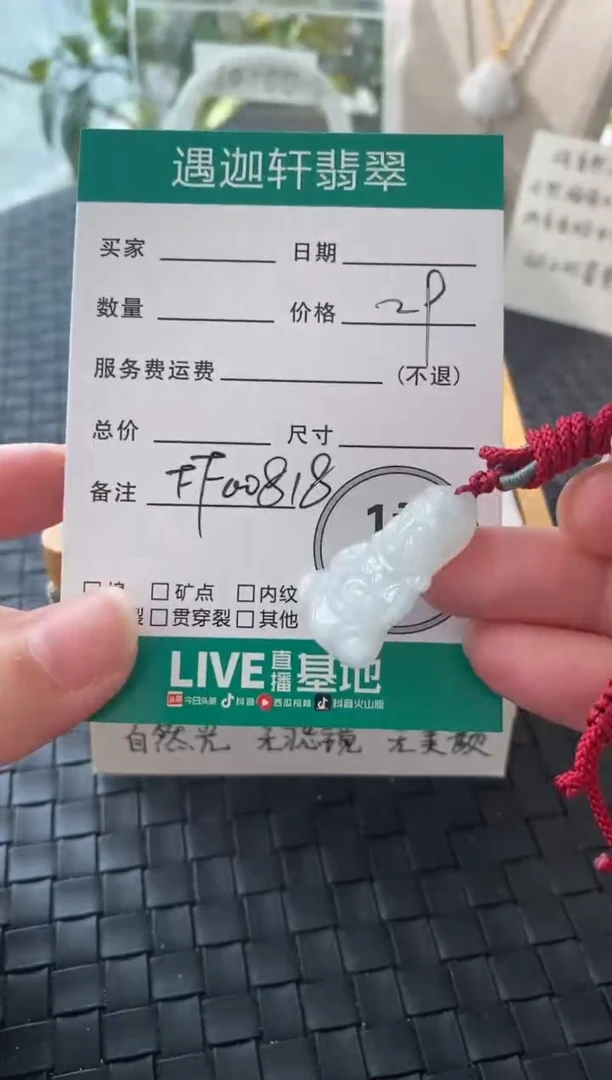 遇迦轩翡翠
买家 日期
数量 价格
服务费运费 (不退)
总价 尺寸
备注 FF00818
矿点 内纹
裂 贯穿裂 其他
LIVE直播基地
头条 今日头条 抖音 西瓜视频 抖音火山版
自然光 无滤镜 无美颜